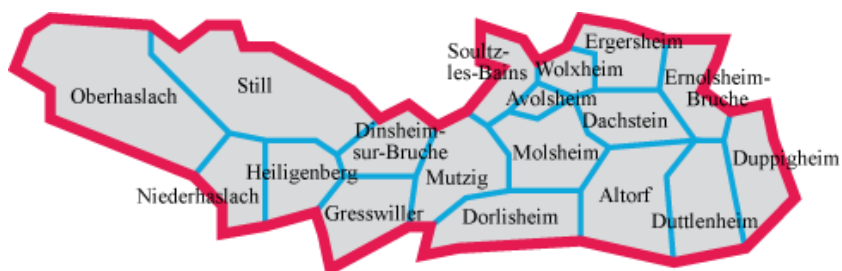 Ergersheim
Soultz-
les-Bains
Wolxheim
Ernolsheim-
Bruche
Still
Oberhaslach
Avolsheim
Dachstein
Dinsheim-
sur-Bruche
Molsheim
Duppigheim
Heiligenberg
Mutzig
Niederhaslach
Altorf
Gresswiller
Dorlisheim
Duttlenheim